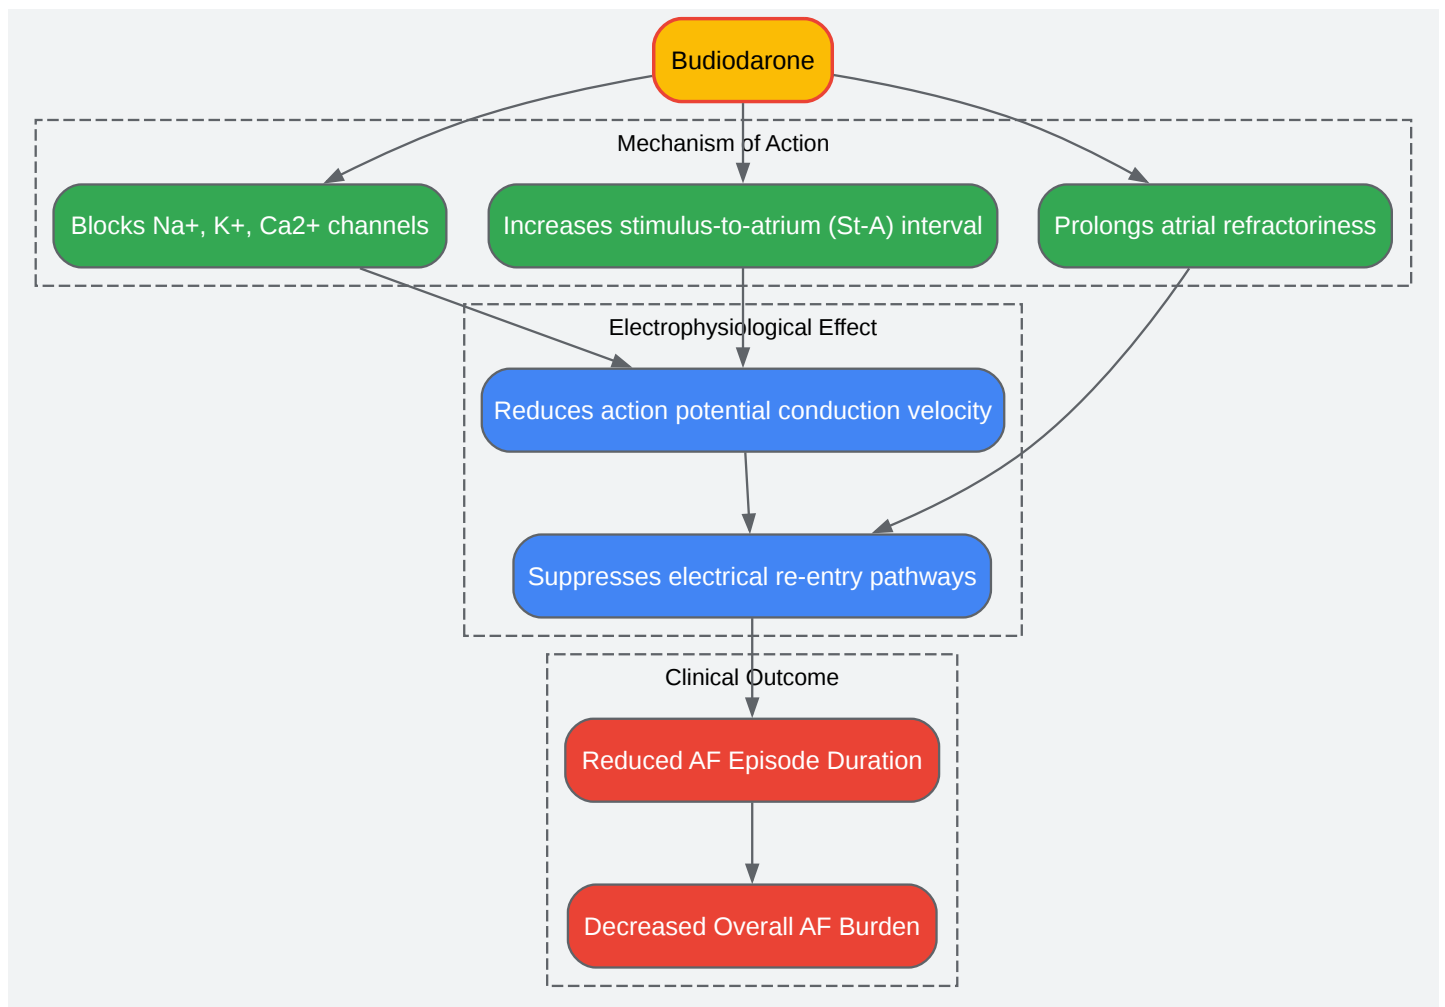 Budiodarone
Mechanism of Action
Blocks Na+, K+, Ca2+ channels
Increases stimulus-to-atrium (St-A) interval
Prolongs atrial refractoriness
Electrophysiological Effect
Reduces action potential conduction velocity
Suppresses electrical re-entry pathways
Clinical Outcome
Reduced AF Episode Duration
Decreased Overall AF Burden